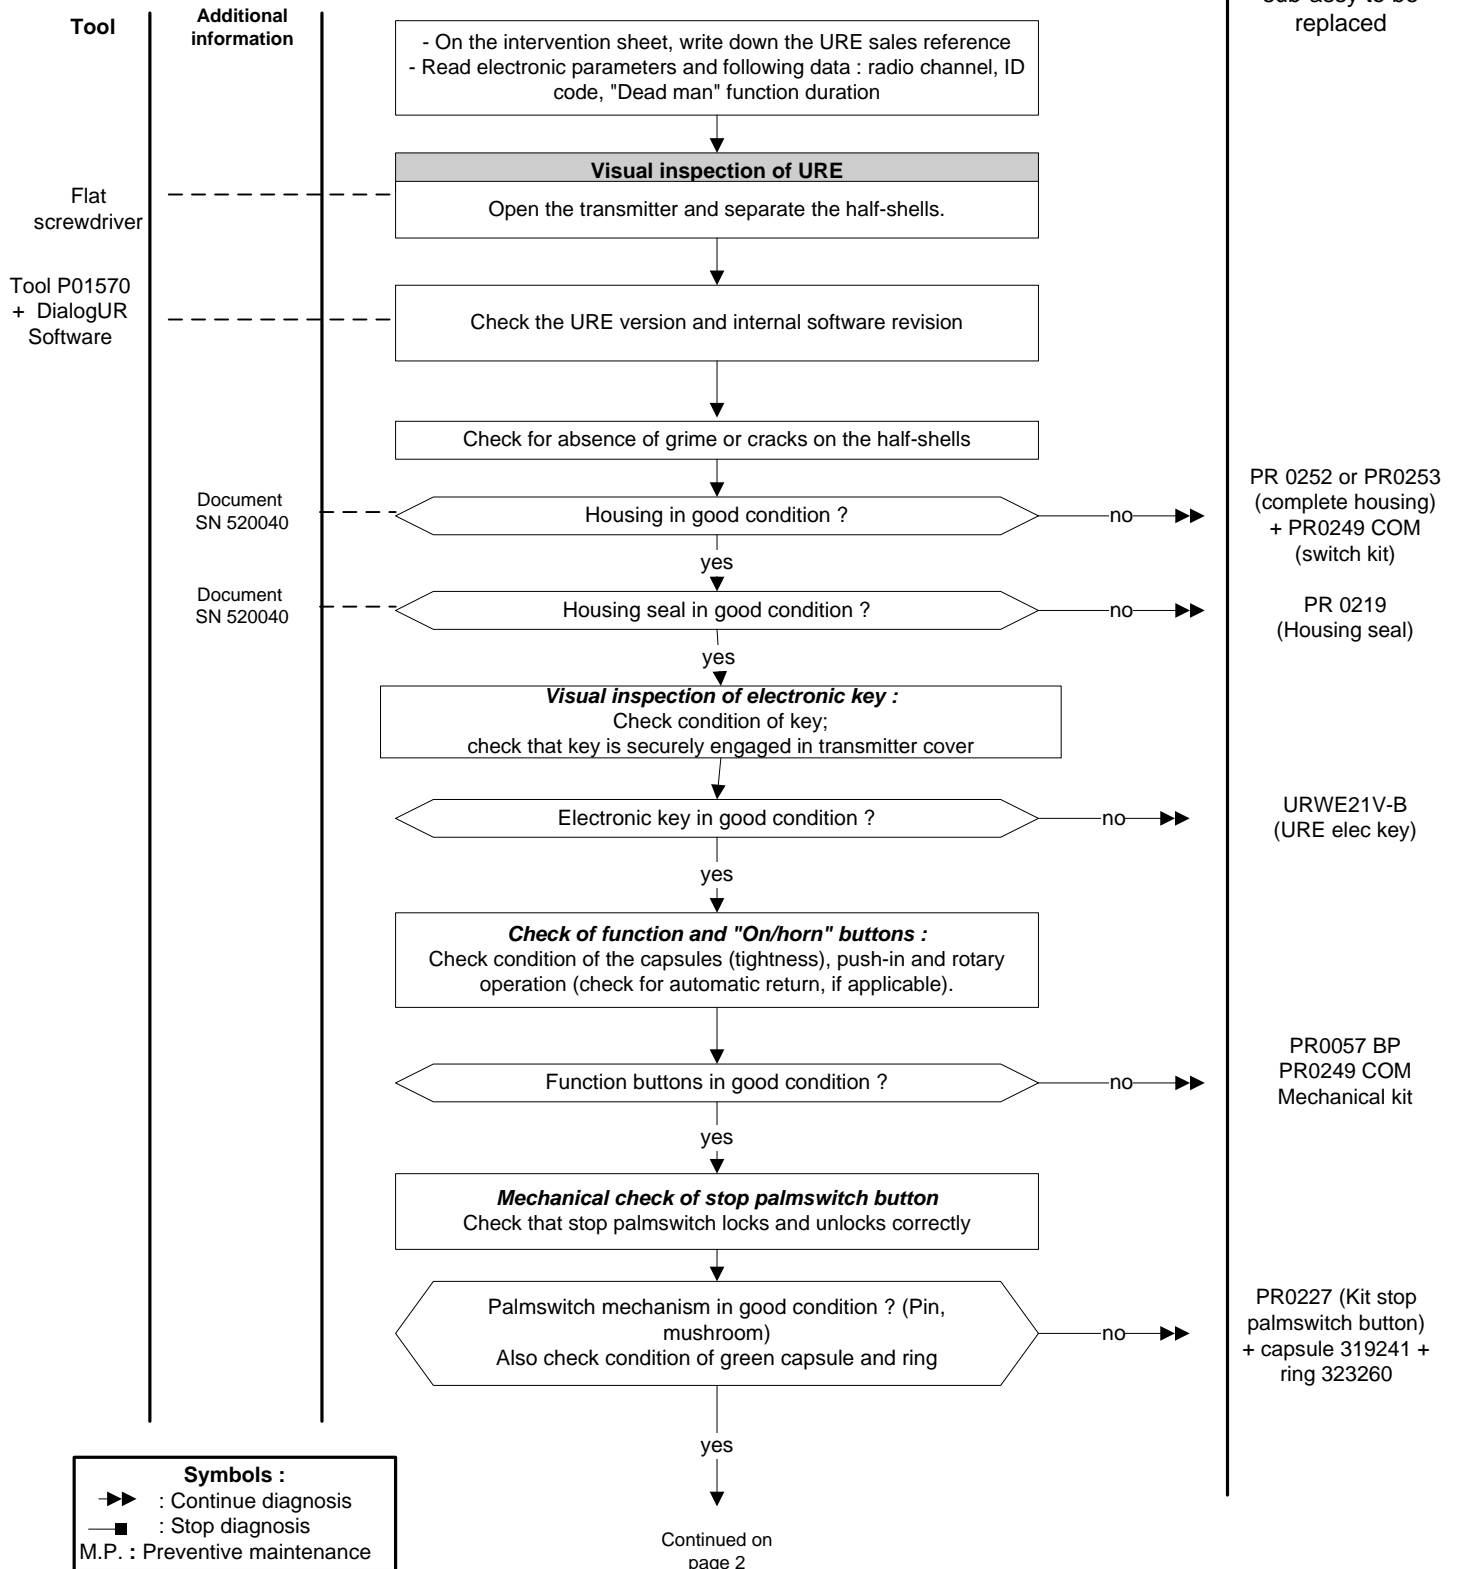 Tool
Additional
information
sub-assy to be
replaced
- On the intervention sheet, write down the URE sales reference
- Read electronic parameters and following data : radio channel, ID
code, "Dead man" function duration
Visual inspection of URE
Flat
screwdriver
Open the transmitter and separate the half-shells.
Tool P01570
+ DialogUR
Software
Check the URE version and internal software revision
Check for absence of grime or cracks on the half-shells
Document
SN 520040
Housing in good condition ?
no
PR 0252 or PR0253
(complete housing)
+ PR0249 COM
(switch kit)
yes
Document
SN 520040
Housing seal in good condition ?
no
PR 0219
(Housing seal)
yes
Visual inspection of electronic key :
Check condition of key;
check that key is securely engaged in transmitter cover
Electronic key in good condition ?
no
URWE21V-B
(URE elec key)
yes
Check of function and "On/horn" buttons :
Check condition of the capsules (tightness), push-in and rotary
operation (check for automatic return, if applicable).
Function buttons in good condition ?
no
PR0057 BP
PR0249 COM
Mechanical kit
yes
Mechanical check of stop palmswitch button
Check that stop palmswitch locks and unlocks correctly
Palmswitch mechanism in good condition ? (Pin,
mushroom)
Also check condition of green capsule and ring
no
PR0227 (Kit stop
palmswitch button)
+ capsule 319241 +
ring 323260
yes
Symbols :
: Continue diagnosis
: Stop diagnosis
M.P. : Preventive maintenance
Continued on
page 2